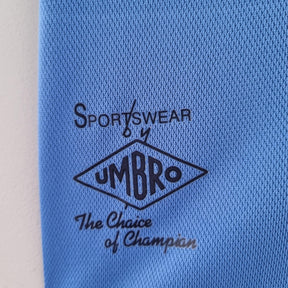 SPORTSWEAR
by
UMBRO
The Choice
of Champion